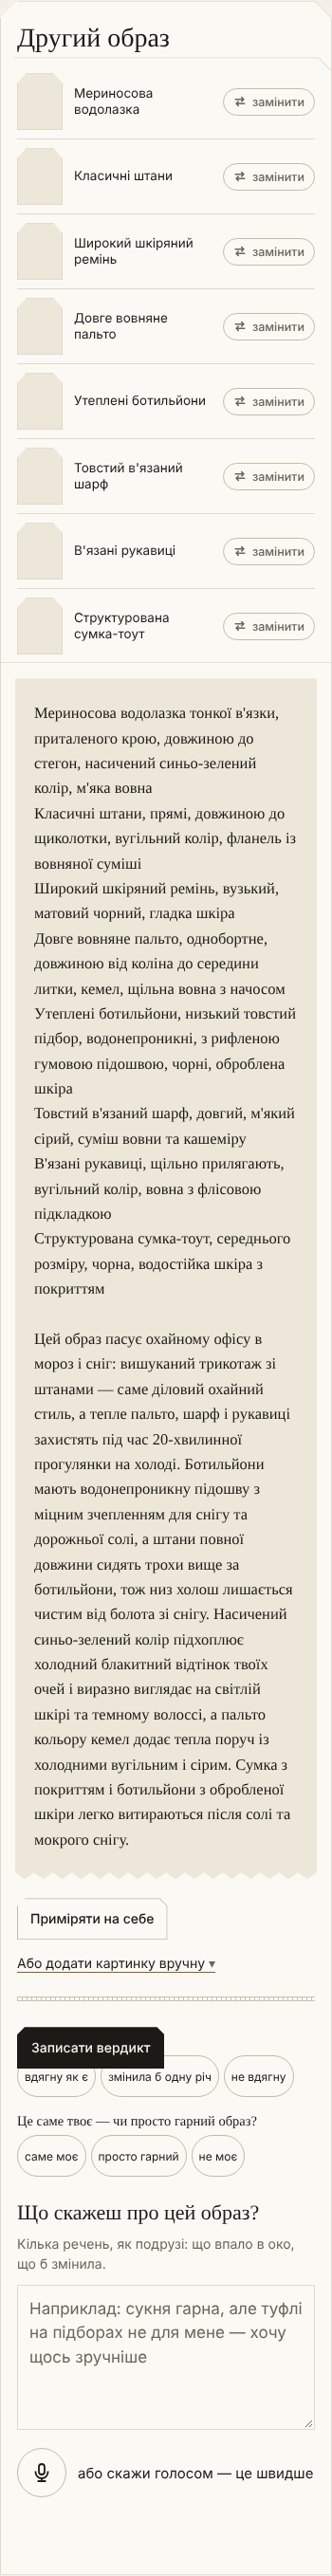 Другий образ
Мериносова
водолазка
замінити
Класичні штани
замінити
Широкий шкіряний
ремінь
замінити
Довге вовняне
пальто
замінити
Утеплені ботильйони
замінити
Товстий в'язаний
шарф
замінити
В'язані рукавиці
замінити
Структурована
сумка-тоут
замінити
Мериносова водолазка тонкої в'язки,
приталеного крою, довжиною до
стегон, насичений синьо-зелений
колір, м'яка вовна
Класичні штани, прямі, довжиною до
щиколотки, вугільний колір, фланель із
вовняної суміші
Широкий шкіряний ремінь, вузький,
матовий чорний, гладка шкіра
Довге вовняне пальто, однобортне,
довжиною від коліна до середини
литки, кемел, щільна вовна з начосом
Утеплені ботильйони, низький товстий
підбор, водонепроникні, з рифленою
гумовою підошвою, чорні, оброблена
шкіра
Товстий в'язаний шарф, довгий, м'який
сірий, суміш вовни та кашеміру
В'язані рукавиці, щільно прилягають,
вугільний колір, вовна з флісовою
підкладкою
Структурована сумка-тоут, середнього
розміру, чорна, водостійка шкіра з
покриттям
Цей образ пасує охайному офісу в
мороз і сніг: вишуканий трикотаж зі
штанами — саме діловий охайний
стиль, а тепле пальто, шарф і рукавиці
захистять під час 20-хвилинної
прогулянки на холоді. Ботильйони
мають водонепроникну підошву з
міцним зчепленням для снігу та
дорожньої солі, а штани повної
довжини сидять трохи вище за
ботильйони, тож низ холош лишається
чистим від болота зі снігу. Насичений
синьо-зелений колір підхоплює
холодний блакитний відтінок твоїх
очей і виразно виглядає на світлій
шкірі та темному волоссі, а пальто
кольору кемел додає тепла поруч із
холодними вугільним і сірим. Сумка з
покриттям і ботильйони з обробленої
шкіри легко витираються після солі та
мокрого снігу.
Приміряти на себе
Або додати картинку вручну ▾
Записати вердикт
вдягну як є
змінила б одну річ
не вдягну
Це саме твоє — чи просто гарний образ?
саме моє
просто гарний
не моє
Що скажеш про цей образ?
Кілька речень, як подрузі: що впало в око,
що б змінила.
Наприклад: сукня гарна, але туфлі
на підборах не для мене — хочу
щось зручніше
або скажи голосом — це швидше